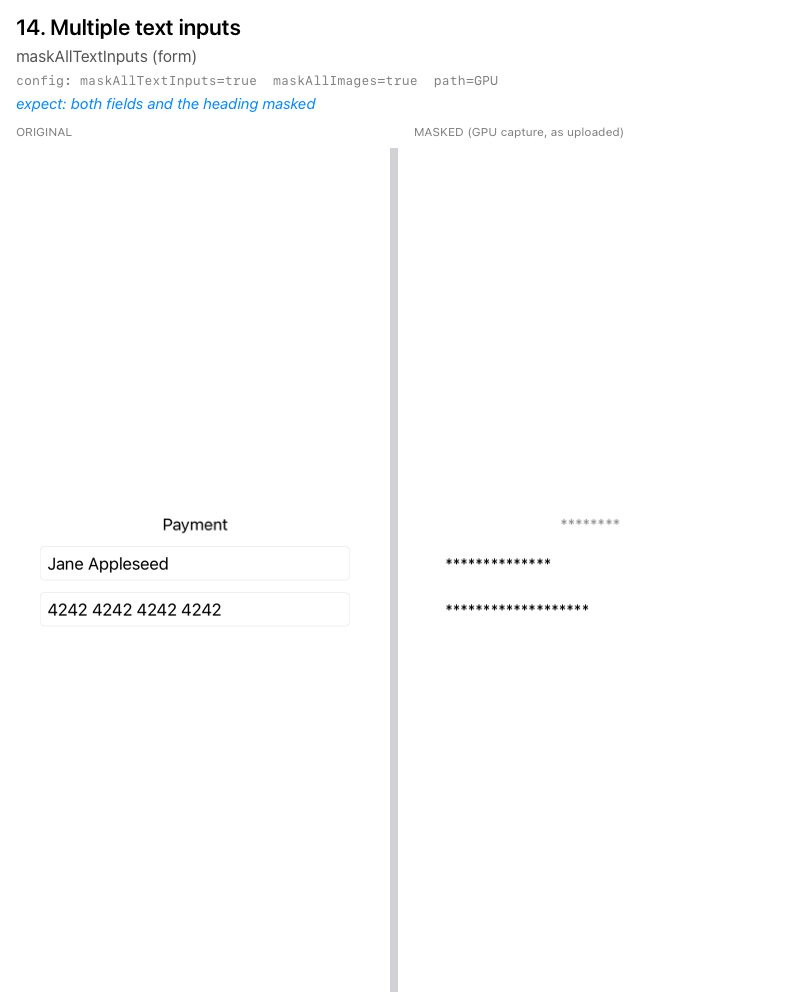 14. Multiple text inputs
maskAllTextInputs (form)
config: maskAllTextInputs=true  maskAllImages=true  path=GPU
expect: both fields and the heading masked
ORIGINAL
MASKED (GPU capture, as uploaded)
Payment
********
Jane Appleseed
**************
4242 4242 4242 4242
*******************